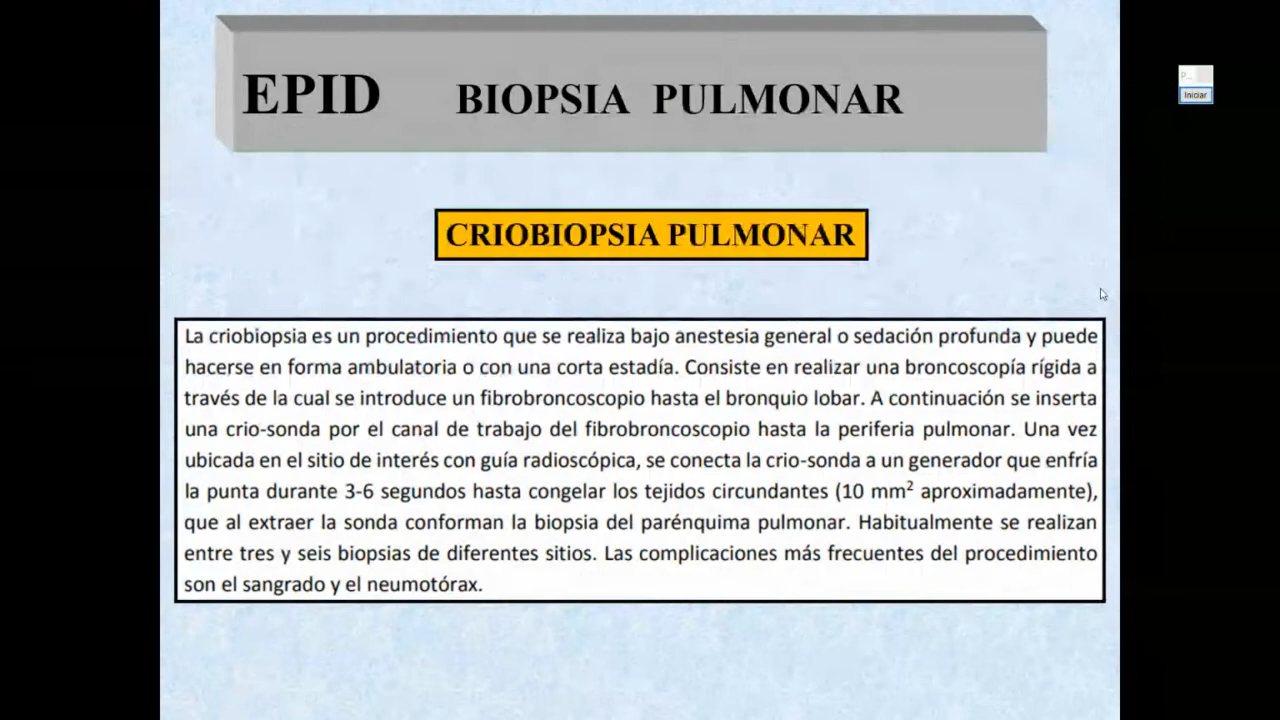 EPID BIOPSIA PULMONAR
P...
Iniciar
CRIOBIOPSIA PULMONAR
La criobiopsia es un procedimiento que se realiza bajo anestesia general o sedación profunda y puede
hacerse en forma ambulatoria o con una corta estadía. Consiste en realizar una broncoscopía rígida a
través de la cual se introduce un fibrobroncoscopio hasta el bronquio lobar. A continuación se inserta
una crio-sonda por el canal de trabajo del fibrobroncoscopio hasta la periferia pulmonar. Una vez
ubicada en el sitio de interés con guía radioscópica, se conecta la crio-sonda a un generador que enfría
la punta durante 3-6 segundos hasta congelar los tejidos circundantes (10 mm² aproximadamente),
que al extraer la sonda conforman la biopsia del parénquima pulmonar. Habitualmente se realizan
entre tres y seis biopsias de diferentes sitios. Las complicaciones más frecuentes del procedimiento
son el sangrado y el neumotórax.